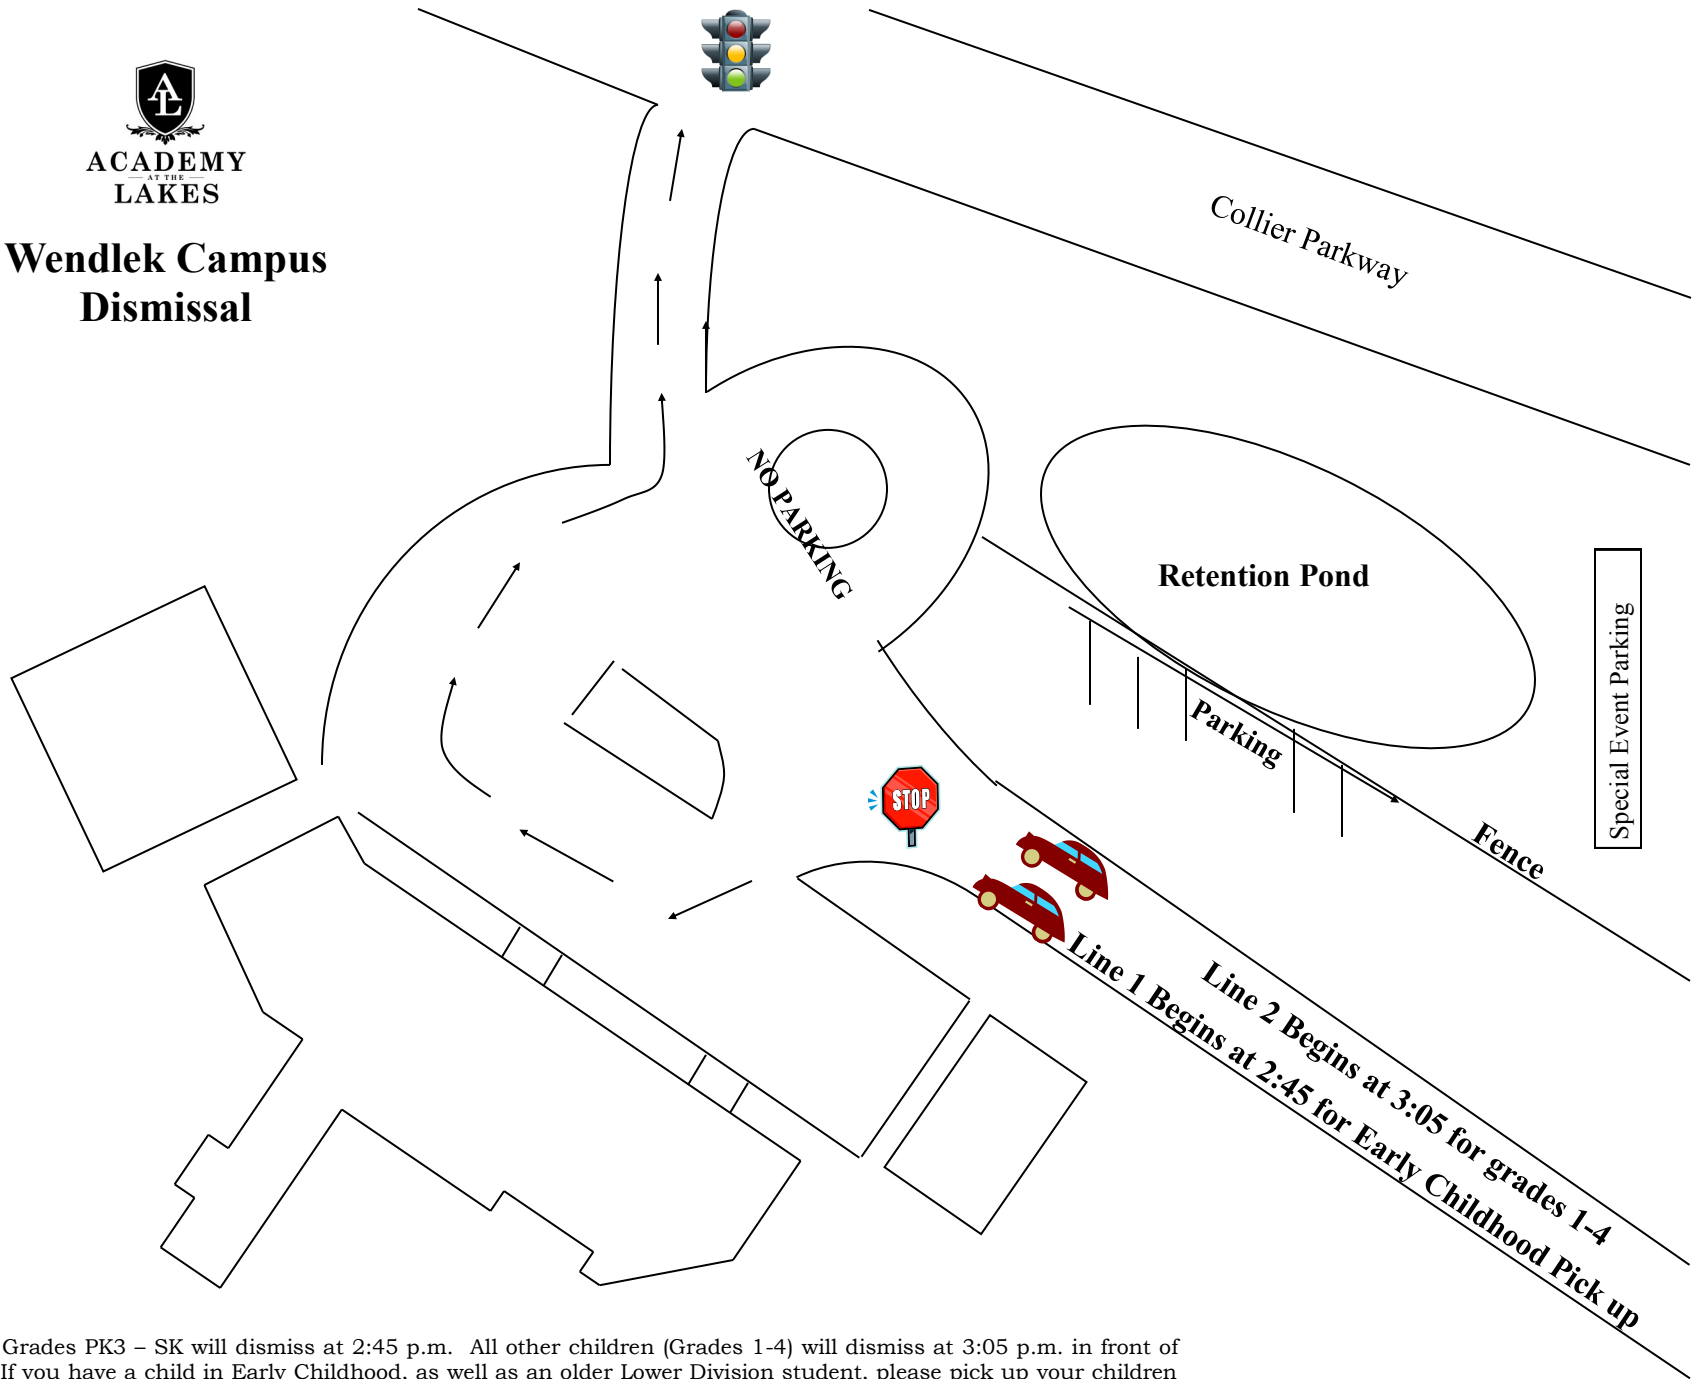 AL
ACADEMY
AT THE
LAKES
Wendlek Campus
Dismissal
Collier Parkway
NO PARKING
Retention Pond
Special Event Parking
Parking
STOP
Fence
Line 2 Begins at 3:05 for grades 1-4
Line 1 Begins at 2:45 for Early Childhood Pick up
Grades PK3 – SK will dismiss at 2:45 p.m. All other children (Grades 1-4) will dismiss at 3:05 p.m. in front of
If you have a child in Early Childhood, as well as an older Lower Division student, please pick up your children